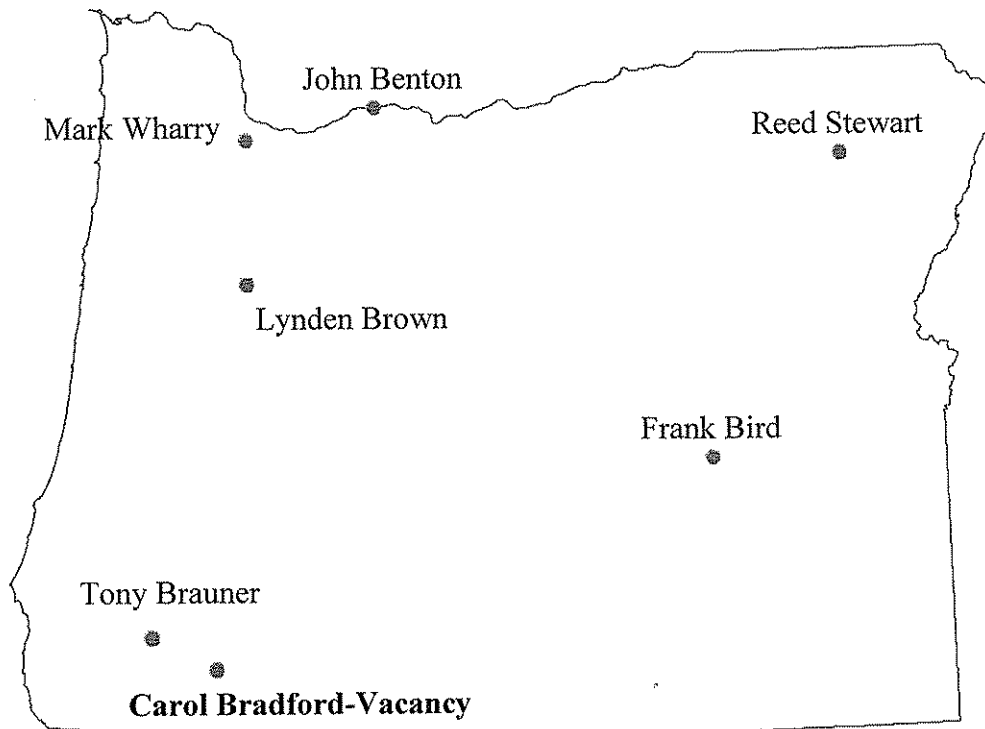 John Benton
Mark Wharry
Reed Stewart
Lynden Brown
Frank Bird
Tony Brauner
Carol Bradford-Vacancy